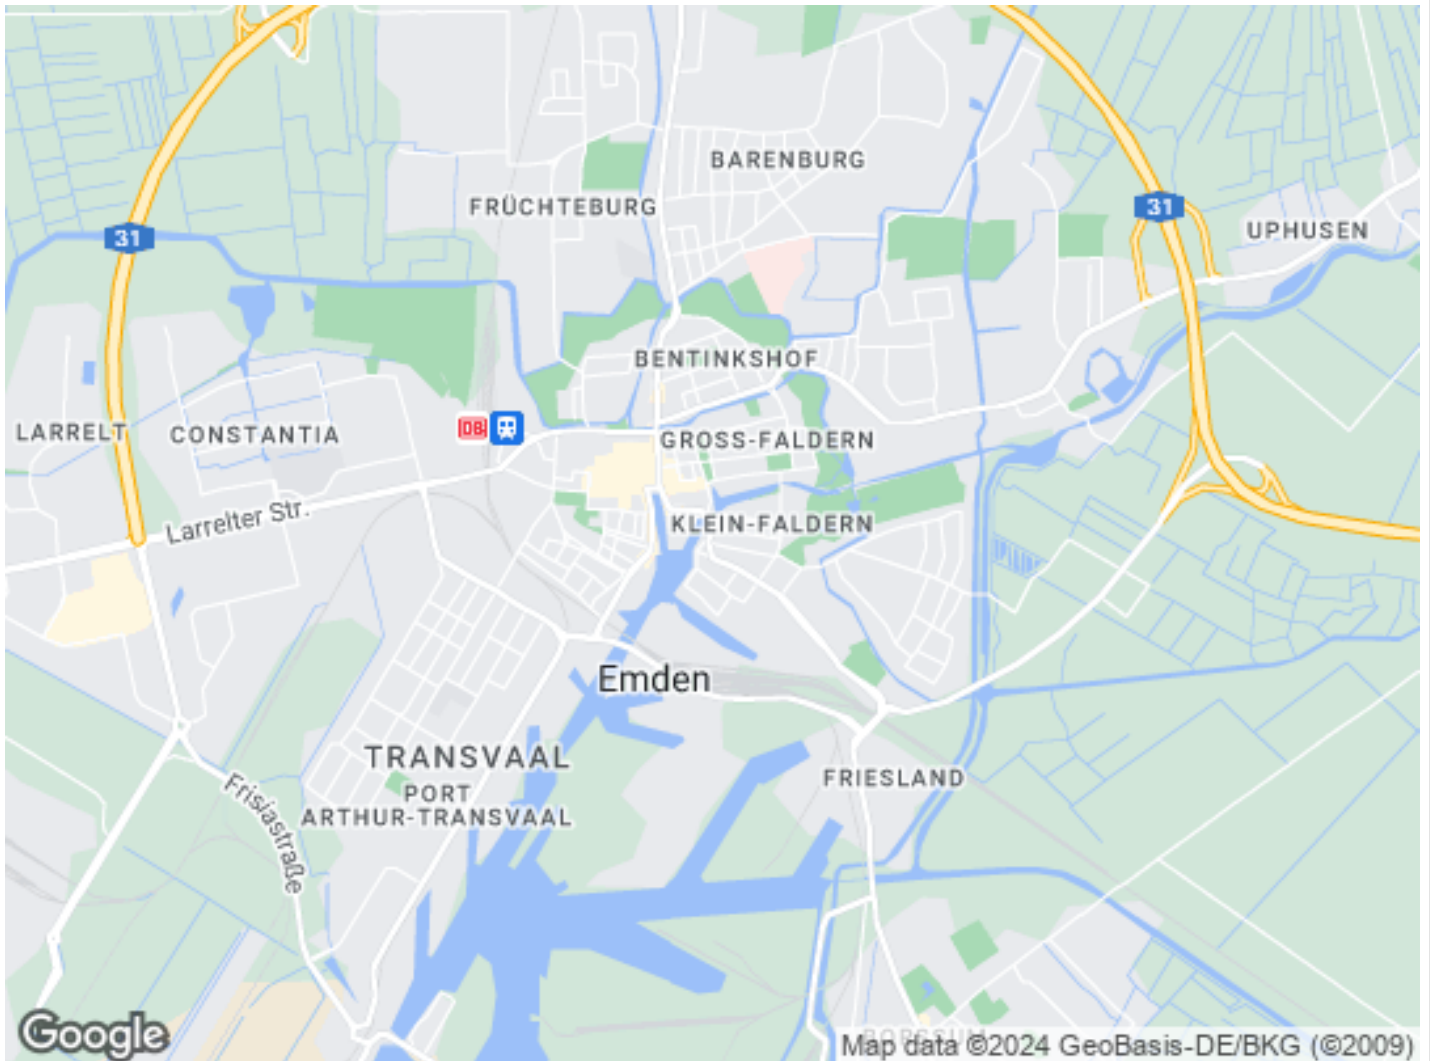 BARENBURG
FRÜCHTEBURG
31
31
UPHUSEN
BENTINKSHOF
LARRELT
CONSTANTIA
DB
GROSS-FALDERN
Larrelter Str.
KLEIN-FALDERN
Emden
TRANSVAAL
PORT
ARTHUR-TRANSVAAL
FRIESLAND
Frisiastraße
BORSSUM
Google
Map data ©2024 GeoBasis-DE/BKG (©2009)